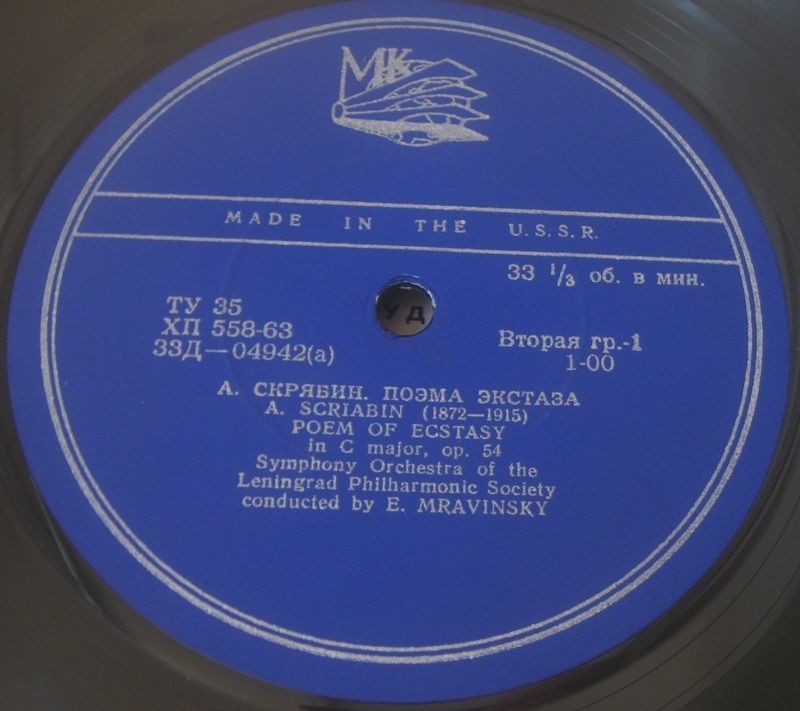 МК
MADE IN THE U.S.S.R.
33 1/3 об. в мин.
ТУ 35
ХП 558-63
33Д—04942(а)
УД
Вторая гр.-1
1-00
А. СКРЯБИН. ПОЭМА ЭКСТАЗА
A. SCRIABIN (1872—1915)
POEM OF ECSTASY
in C major, op. 54
Symphony Orchestra of the
Leningrad Philharmonic Society
conducted by E. MRAVINSKY